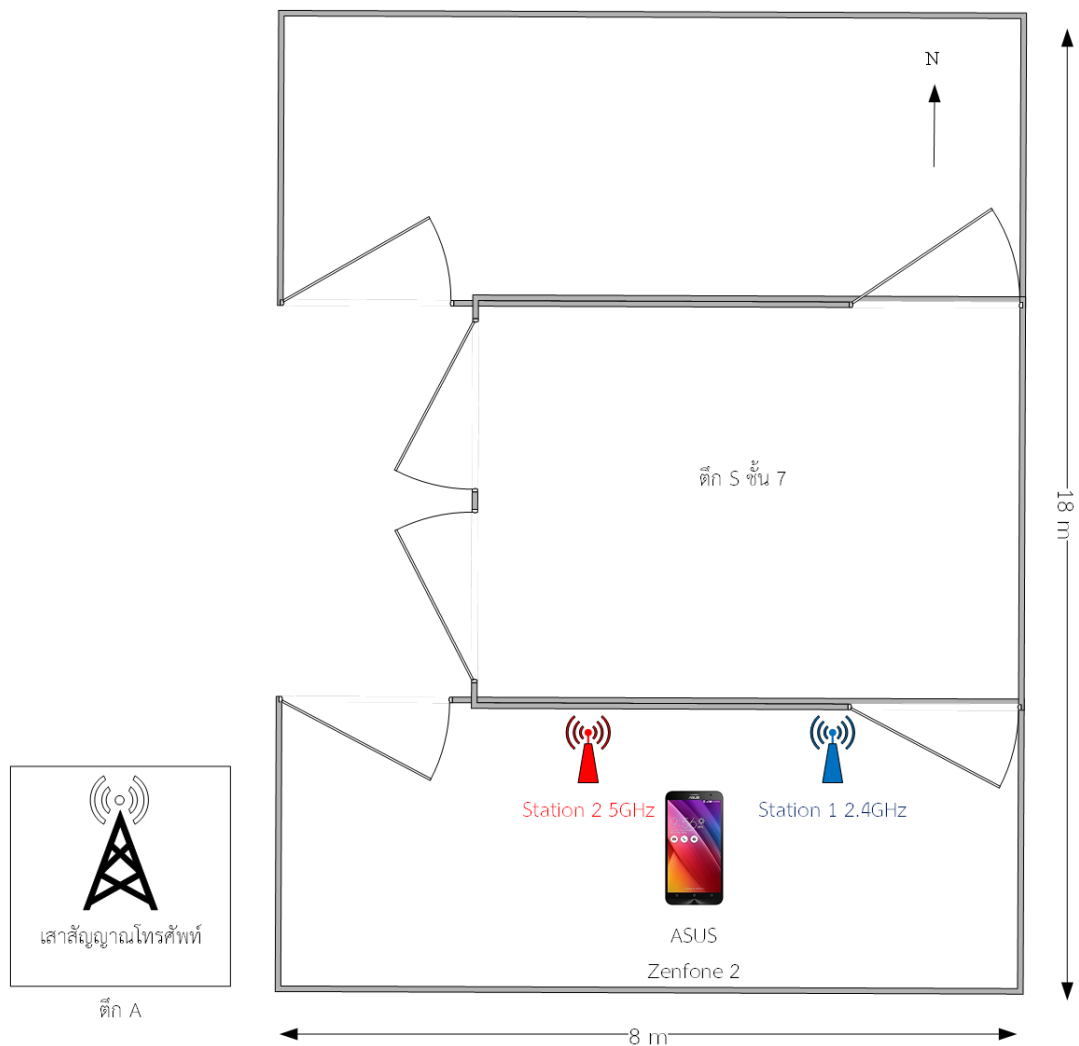 N
ตึก S ชั้น 7
18 m
Station 2 5GHz
Station 1 2.4GHz
เสาสัญญาณโทรศัพท์
ASUS
Zenfone 2
ตึก A
8 m